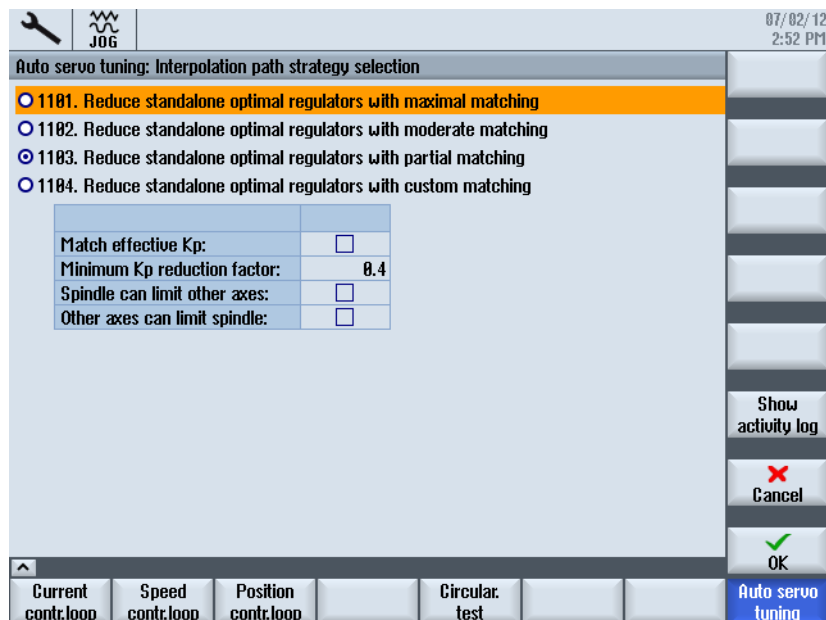 JOG
07/02/12
2:52 PM
Auto servo tuning: Interpolation path strategy selection
1101. Reduce standalone optimal regulators with maximal matching
1102. Reduce standalone optimal regulators with moderate matching
1103. Reduce standalone optimal regulators with partial matching
1104. Reduce standalone optimal regulators with custom matching
Match effective Kp:
Minimum Kp reduction factor: 0.4
Spindle can limit other axes:
Other axes can limit spindle:
Show
activity log
Cancel
OK
Current
contr.loop
Speed
contr.loop
Position
contr.loop
Circular.
test
Auto servo
tuning